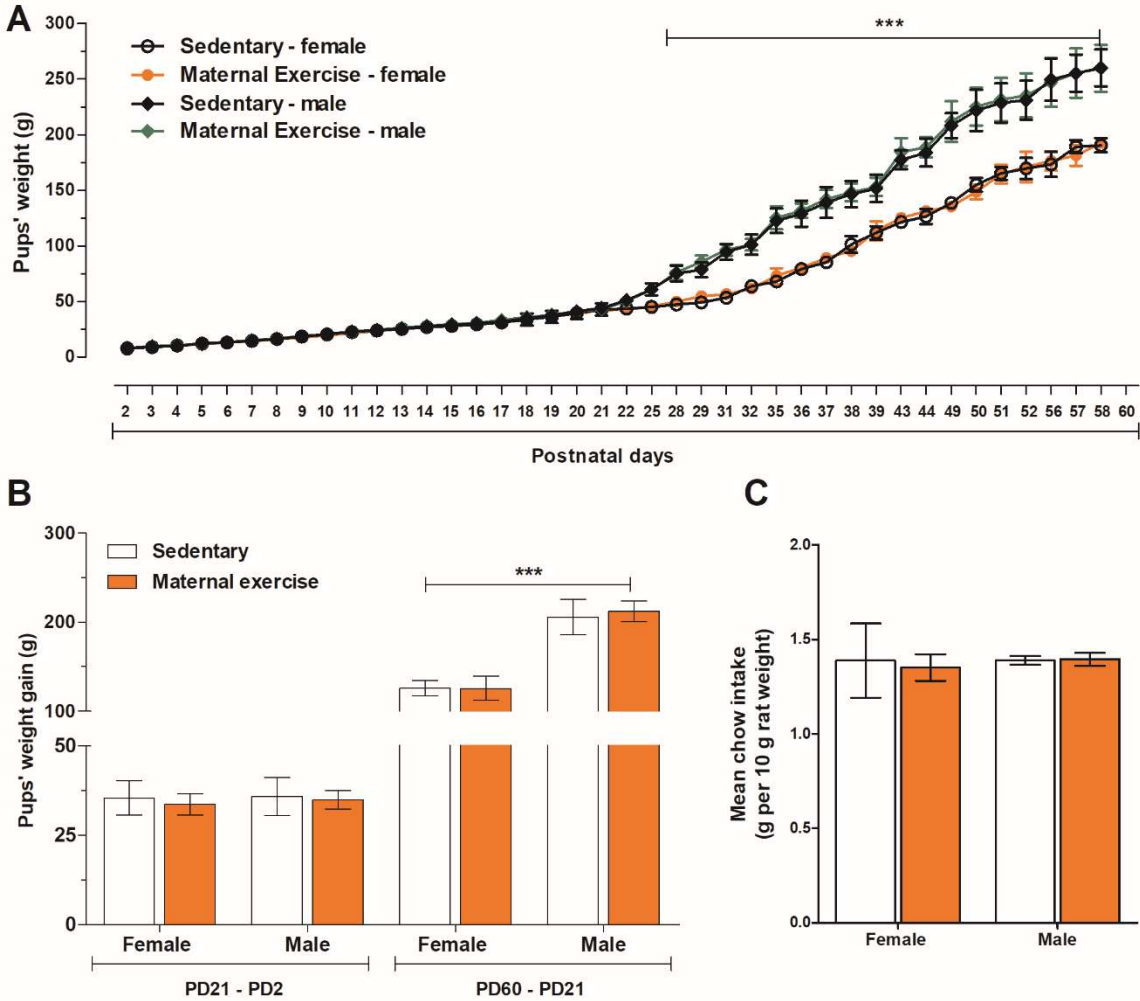 A
300
250
200
150
100
50
0
Pups' weight (g)
Sedentary - female
Maternal Exercise - female
Sedentary - male
Maternal Exercise - male
***
2 3 4 5 6 7 8 9 10 11 12 13 14 15 16 17 18 19 20 21 22 25 28 29 31 32 35 36 37 38 39 43 44 49 50 51 52 56 57 58 60
Postnatal days
B
300
200
100
50
25
0
Pups' weight gain (g)
Sedentary
Maternal exercise
***
Female Male Female Male
PD21 - PD2 PD60 - PD21
C
2.0
1.5
1.0
0.5
0.0
Mean chow intake
(g per 10 g rat weight)
Female Male